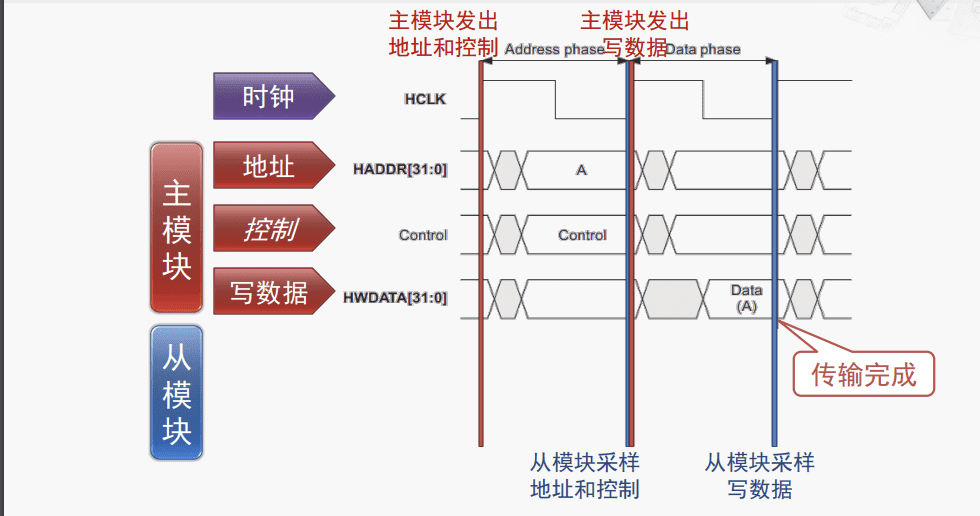 主模块发出
地址和控制
主模块发出
写数据
Address phase
Data phase
时钟
HCLK
主模块
地址
HADDR[31:0]
A
控制
Control
Control
写数据
HWDATA[31:0]
Data
(A)
从模块
传输完成
从模块采样
地址和控制
从模块采样
写数据